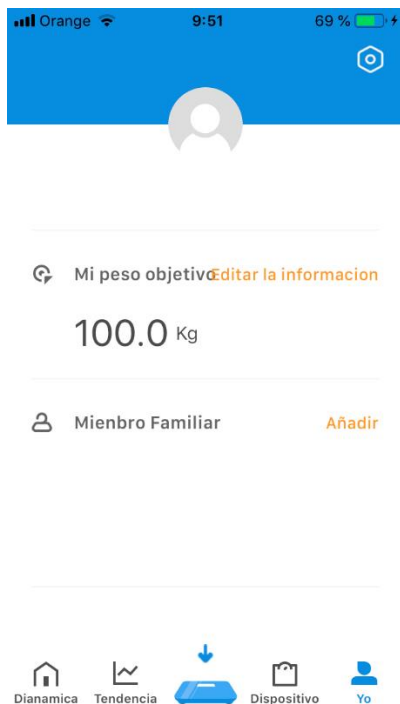 Orange 9:51 69 %
Mi peso objetivo Editar la informacion
100.0 Kg
Mienbro Familiar Añadir
Dianamica Tendencia Dispositivo Yo